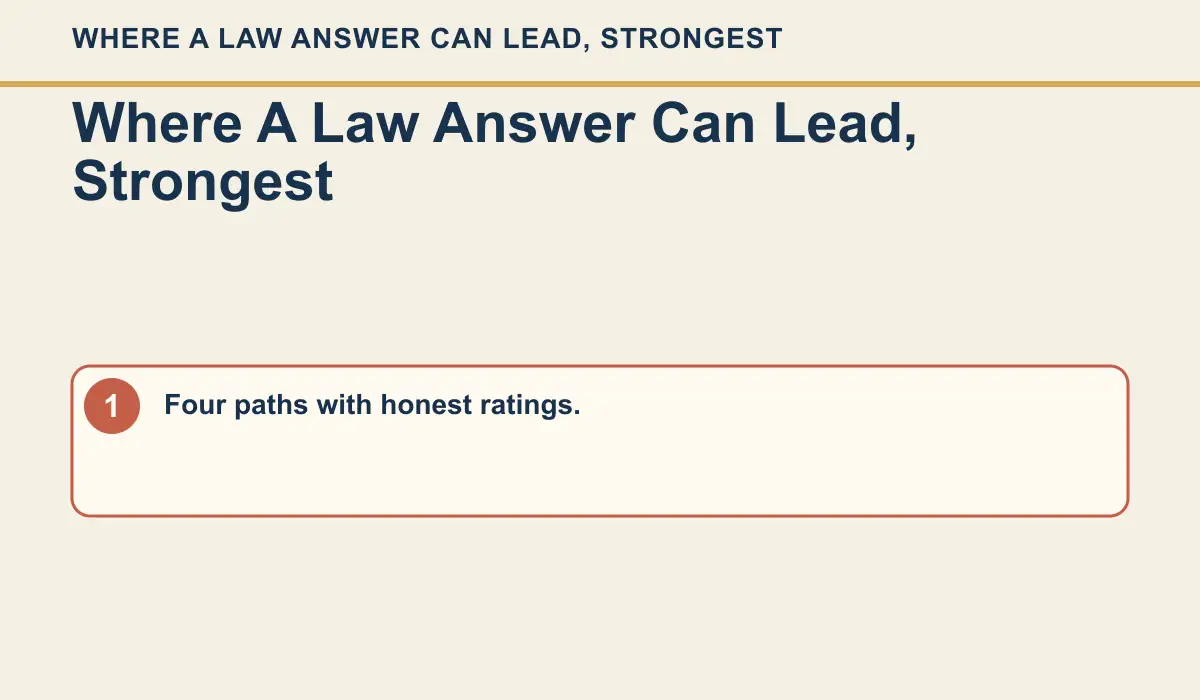 WHERE A LAW ANSWER CAN LEAD, STRONGEST
Where A Law Answer Can Lead,
Strongest
1
Four paths with honest ratings.